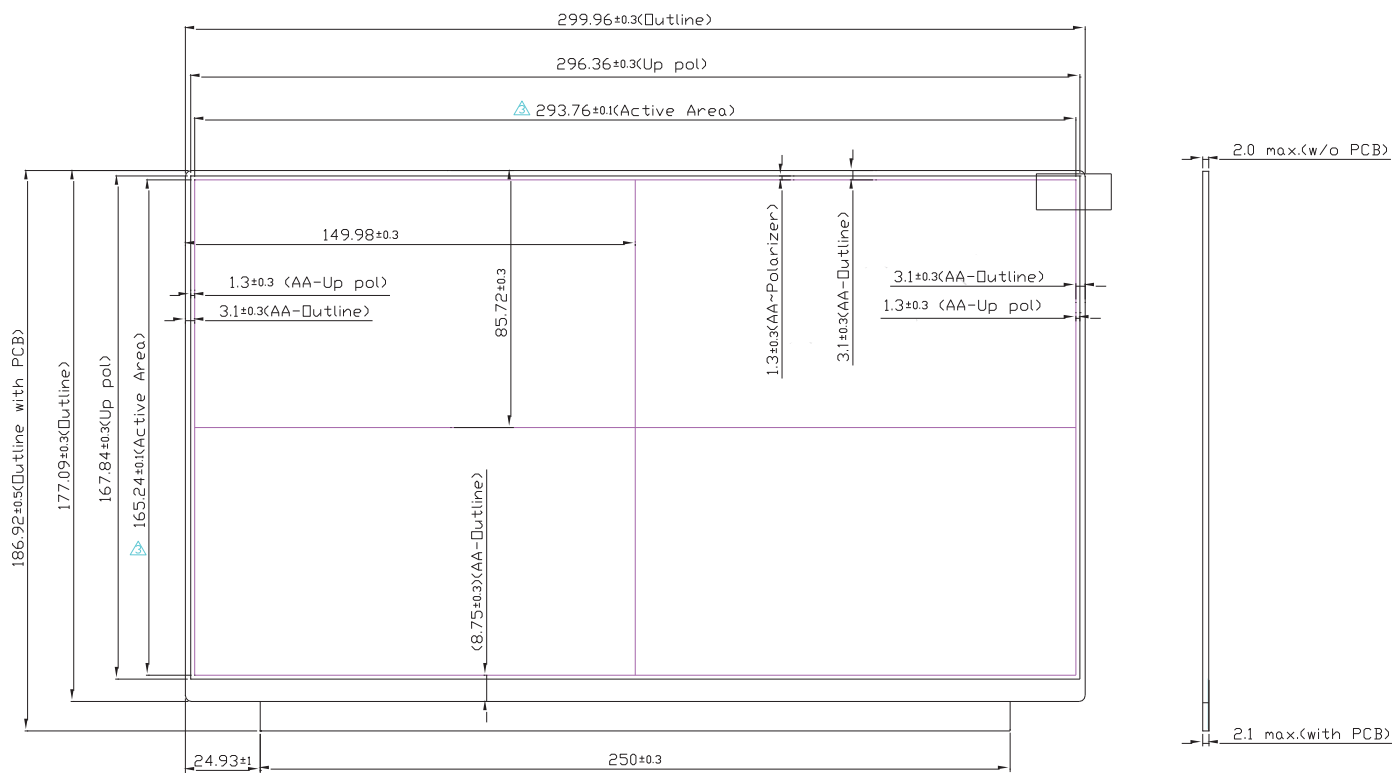 299.96±0.3(Outline)
296.36±0.3(Up pol)
3 293.76±0.1(Active Area)
2.0 max.(w/o PCB)
149.98±0.3
1.3±0.3 (AA-Up pol)
3.1±0.3(AA-Outline)
85.72±0.3
1.3±0.3(AA~Polarizer)
3.1±0.3(AA-Outline)
3.1±0.3(AA-Outline)
1.3±0.3 (AA-Up pol)
186.92±0.5(Outline with PCB)
177.09±0.3(Outline)
167.84±0.3(Up pol)
3 165.24±0.1(Active Area)
(8.75±0.3)(AA-Outline)
24.93±1
250±0.3
2.1 max.(with PCB)